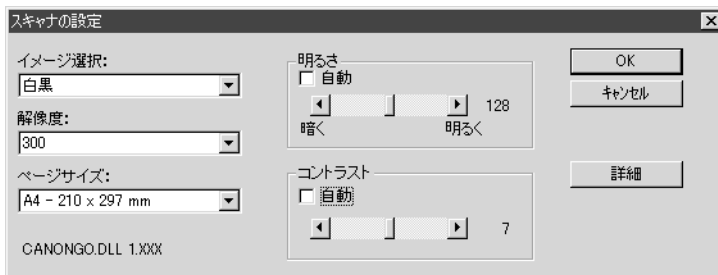 スキャナの設定
イメージ選択:
白黒
解像度:
300
ページサイズ:
A4 - 210 x 297 mm
CANONGO.DLL 1.XXX
明るさ
自動
128
暗く 明るく
コントラスト
自動
7
OK
キャンセル
詳細